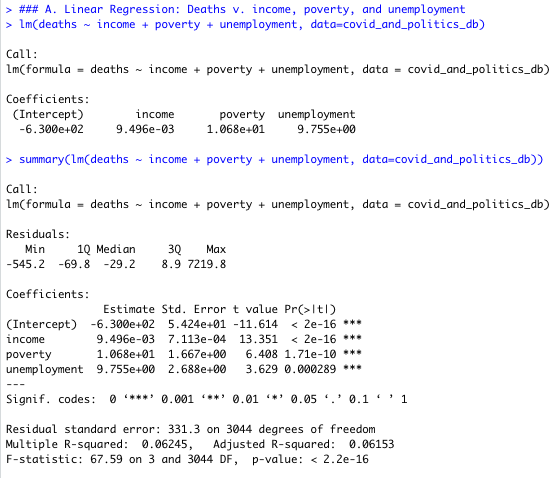 > ### A. Linear Regression: Deaths v. income, poverty, and unemployment
> lm(deaths ~ income + poverty + unemployment, data=covid_and_politics_db)
Call:
lm(formula = deaths ~ income + poverty + unemployment, data = covid_and_politics_db)
Coefficients:
(Intercept) income poverty unemployment
-6.300e+02 9.496e-03 1.068e+01 9.755e+00
> summary(lm(deaths ~ income + poverty + unemployment, data=covid_and_politics_db))
Call:
lm(formula = deaths ~ income + poverty + unemployment, data = covid_and_politics_db)
Residuals:
Min 1Q Median 3Q Max
-545.2 -69.8 -29.2 8.9 7219.8
Coefficients:
Estimate Std. Error t value Pr(>|t|)
(Intercept) -6.300e+02 5.424e+01 -11.614 < 2e-16 ***
income 9.496e-03 7.113e-04 13.351 < 2e-16 ***
poverty 1.068e+01 1.667e+00 6.408 1.71e-10 ***
unemployment 9.755e+00 2.688e+00 3.629 0.000289 ***
---
Signif. codes: 0 ‘***’ 0.001 ‘**’ 0.01 ‘*’ 0.05 ‘.’ 0.1 ‘ ’ 1
Residual standard error: 331.3 on 3044 degrees of freedom
Multiple R-squared: 0.06245, Adjusted R-squared: 0.06153
F-statistic: 67.59 on 3 and 3044 DF, p-value: < 2.2e-16